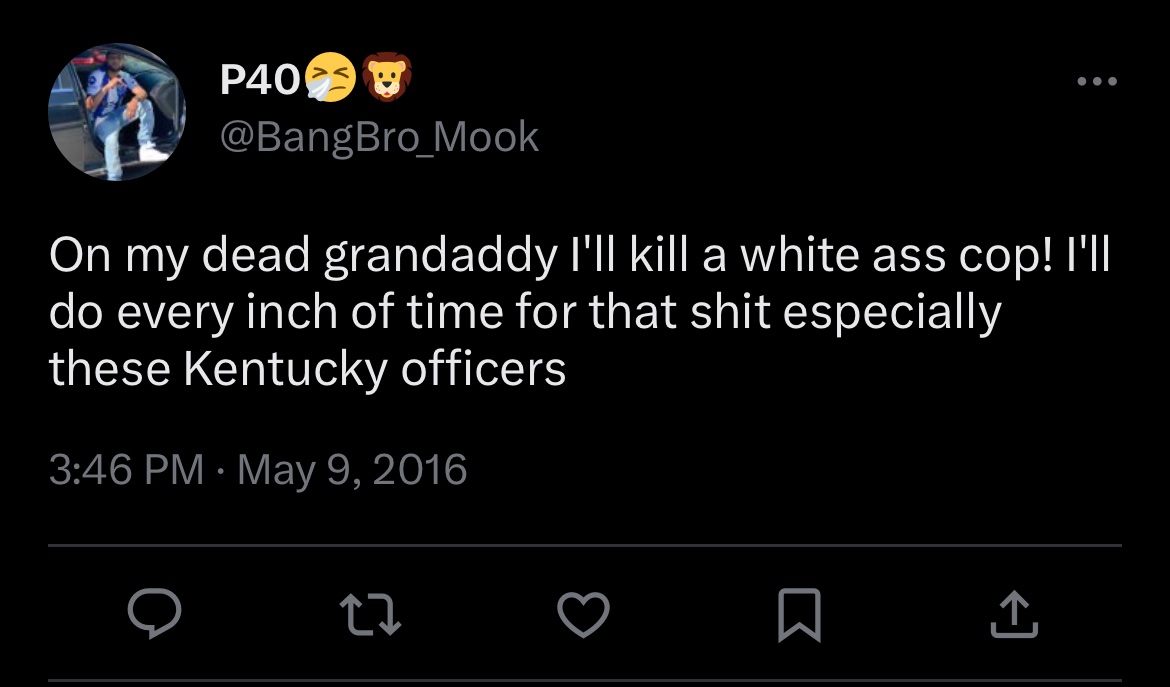 P40🤧🦁
@BangBro_Mook
On my dead grandaddy I'll kill a white ass cop! I'll
do every inch of time for that shit especially
these Kentucky officers
3:46 PM · May 9, 2016